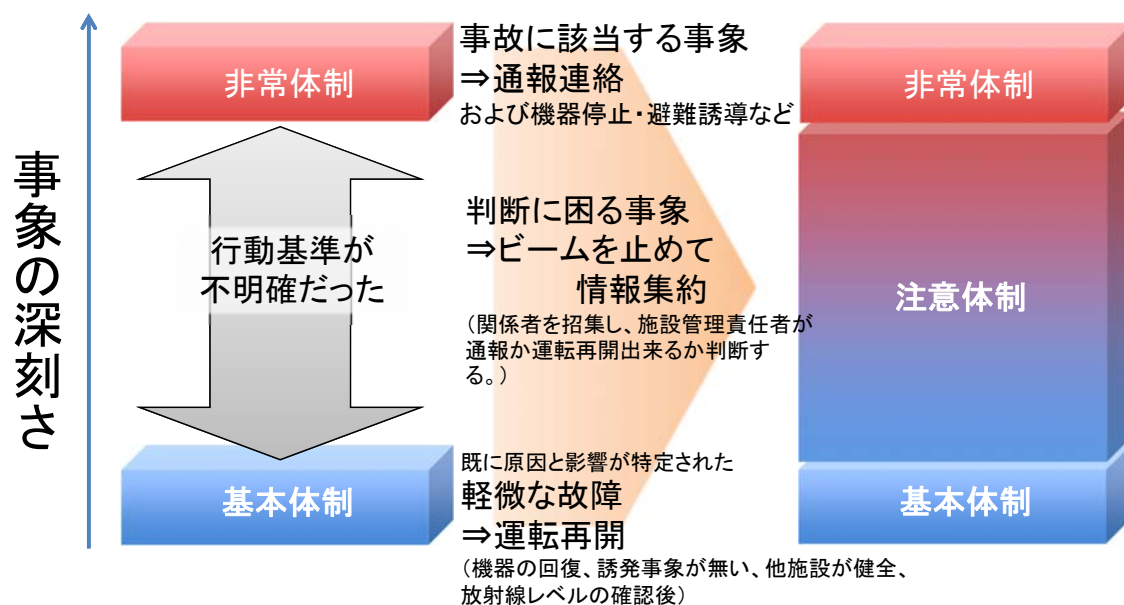 事象の深刻さ
非常体制
行動基準が
不明確だった
基本体制
事故に該当する事象
⇒通報連絡
および機器停止・避難誘導など
判断に困る事象
⇒ビームを止めて
情報集約
(関係者を招集し、施設管理責任者が
通報か運転再開出来るか判断す
る。)
既に原因と影響が特定された
軽微な故障
⇒運転再開
(機器の回復、誘発事象が無い、他施設が健全、
放射線レベルの確認後)
非常体制
注意体制
基本体制